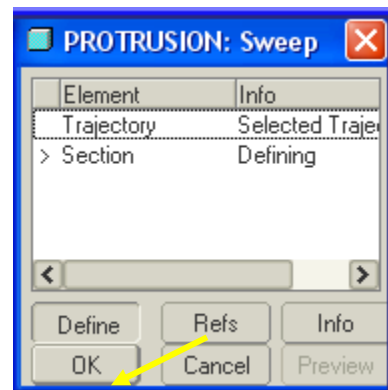 PROTRUSION: Sweep
Element Info
Trajectory Selected Traje
> Section Defining
Define Refs Info
OK Cancel Preview